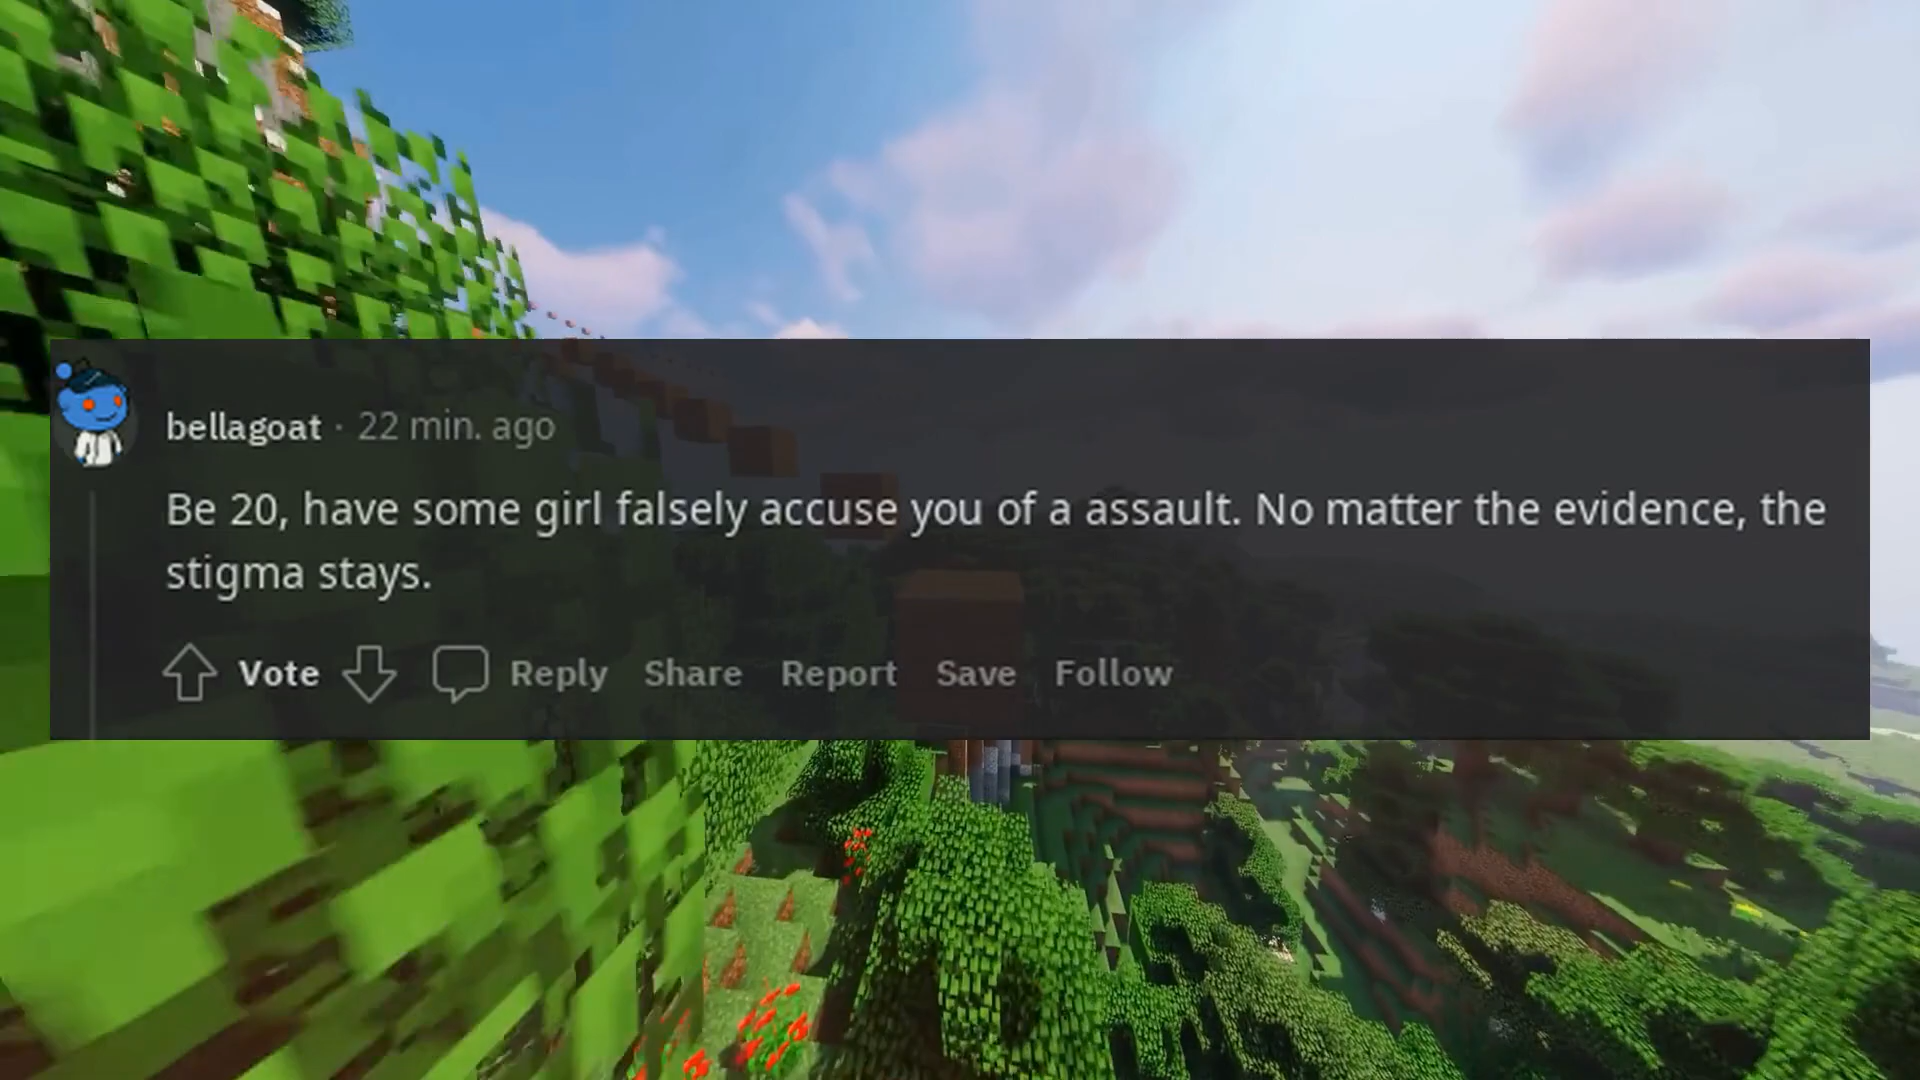 bellagoat · 22 min. ago
Be 20, have some girl falsely accuse you of a assault. No matter the evidence, the
stigma stays.
Vote Reply Share Report Save Follow